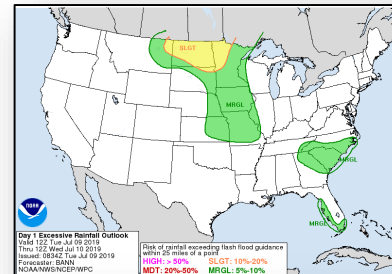 SLGT
MRGL
MRGL
MRGL
NOAA
Day 1 Excessive Rainfall Outlook
Valid 12Z Tue Jul 09 2019
Thru 12Z Wed Jul 10 2019
Issued: 0834Z Tue Jul 09 2019
Forecaster: BANN
NOAA/NWS/NCEP/WPC
Risk of rainfall exceeding flash flood guidance
within 25 miles of a point
HIGH: > 50% SLGT: 10%-20%
MDT: 20%-50% MRGL: 5%-10%